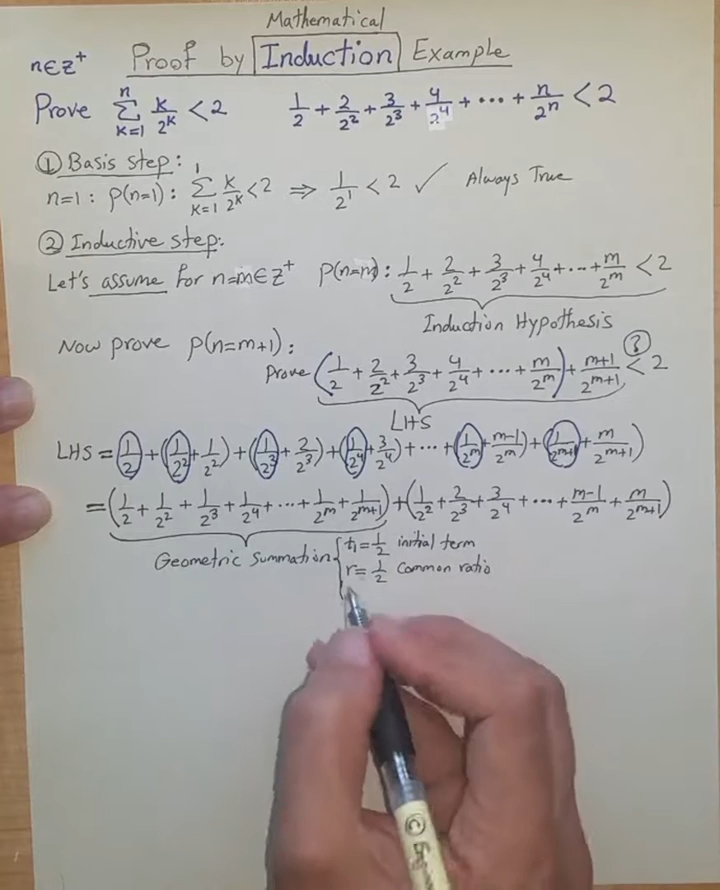 Mathematical
n∈z⁺ Proof by Induction Example
Prove ∑_{k=1}^{n} k/2^k < 2   1/2 + 2/2² + 3/2³ + 4/2⁴ + ⋯ + n/2ⁿ < 2
① Basis step:
n=1 : P(n=1) : ∑_{k=1}^{1} k/2^k < 2 ⇒ 1/2¹ < 2 ✓ Always True
② Inductive step:
Let's assume for n=m∈z⁺ P(n=m) : 1/2 + 2/2² + 3/2³ + 4/2⁴ + ⋯ + m/2^m < 2
Induction Hypothesis
Now prove P(n=m+1) :
Prove (1/2 + 2/2² + 3/2³ + 4/2⁴ + ⋯ + m/2^m) + (m+1)/2^{m+1} <^? 2
LHS
LHS = 1/2 + (1/2² + 1/2²) + (1/2³ + 2/2³) + (1/2⁴ + 3/2⁴) + ⋯ + (1/2^m + (m-1)/2^m) + (1/2^{m+1} + m/2^{m+1})
= (1/2 + 1/2² + 1/2³ + 1/2⁴ + ⋯ + 1/2^m + 1/2^{m+1}) + (1/2² + 2/2³ + 3/2⁴ + ⋯ + (m-1)/2^m + m/2^{m+1})
Geometric Summation { t₁ = 1/2 initial term
r = 1/2 common ratio